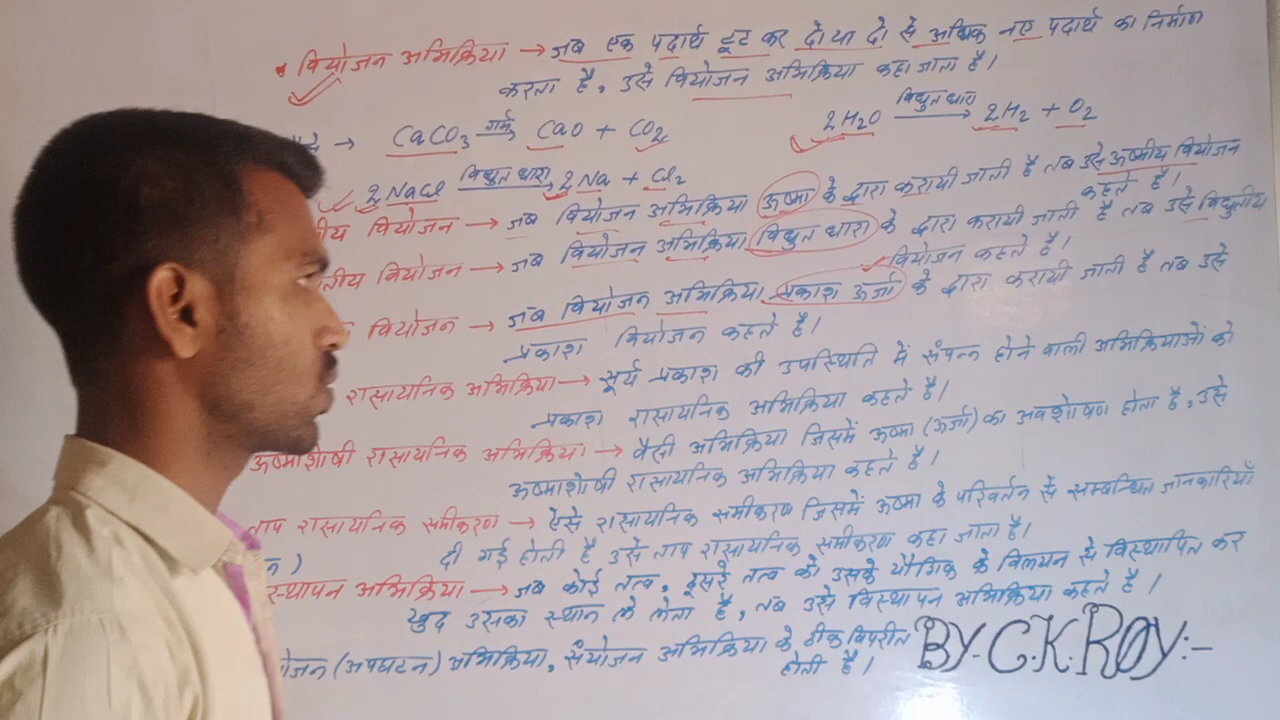 वियोजन अभिक्रिया → जब एक पदार्थ टूट कर दो या दो से अधिक नए पदार्थ का निर्माण
करता है, उसे वियोजन अभिक्रिया कहा जाता है।
→ CaCO₃ गर्म→ CaO + CO₂ 2H₂O विद्युत धारा→ 2H₂ + O₂
2NaCl विद्युत धारा→ 2Na + Cl₂
वियोजन → जब वियोजन अभिक्रिया ऊष्मा के द्वारा करायी जाती है तब उसे ऊष्मीय वियोजन
कहते है।
वियोजन → जब वियोजन अभिक्रिया विद्युत धारा के द्वारा करायी जाती है तब उसे विद्युतीय
वियोजन कहते है।
वियोजन → जब वियोजन अभिक्रिया प्रकाश ऊर्जा के द्वारा करायी जाती है तब उसे
प्रकाश वियोजन कहते है।
रासायनिक अभिक्रिया → सूर्य प्रकाश की उपस्थिति में संपन्न होने वाली अभिक्रियाओं को
प्रकाश रासायनिक अभिक्रिया कहते है।
ऊष्माशोषी रासायनिक अभिक्रिया → वैसी अभिक्रिया जिसमें ऊष्मा (ऊर्जा) का अवशोषण होता है, उसे
ऊष्माशोषी रासायनिक अभिक्रिया कहते है।
ताप रासायनिक समीकरण → ऐसे रासायनिक समीकरण जिसमें ऊष्मा के परिवर्तन से सम्बन्धित जानकारियाँ
दी गई होती है उसे ताप रासायनिक समीकरण कहा जाता है।
स्थापन अभिक्रिया → जब कोई तत्व, दूसरे तत्व को उसके यौगिक के विलयन से विस्थापित कर
खुद उसका स्थान ले लेता है, तब उसे विस्थापन अभिक्रिया कहते है।
योजन (अपघटन) अभिक्रिया, संयोजन अभिक्रिया के ठीक विपरीत
होती है।
BY:-C.K.ROY:-